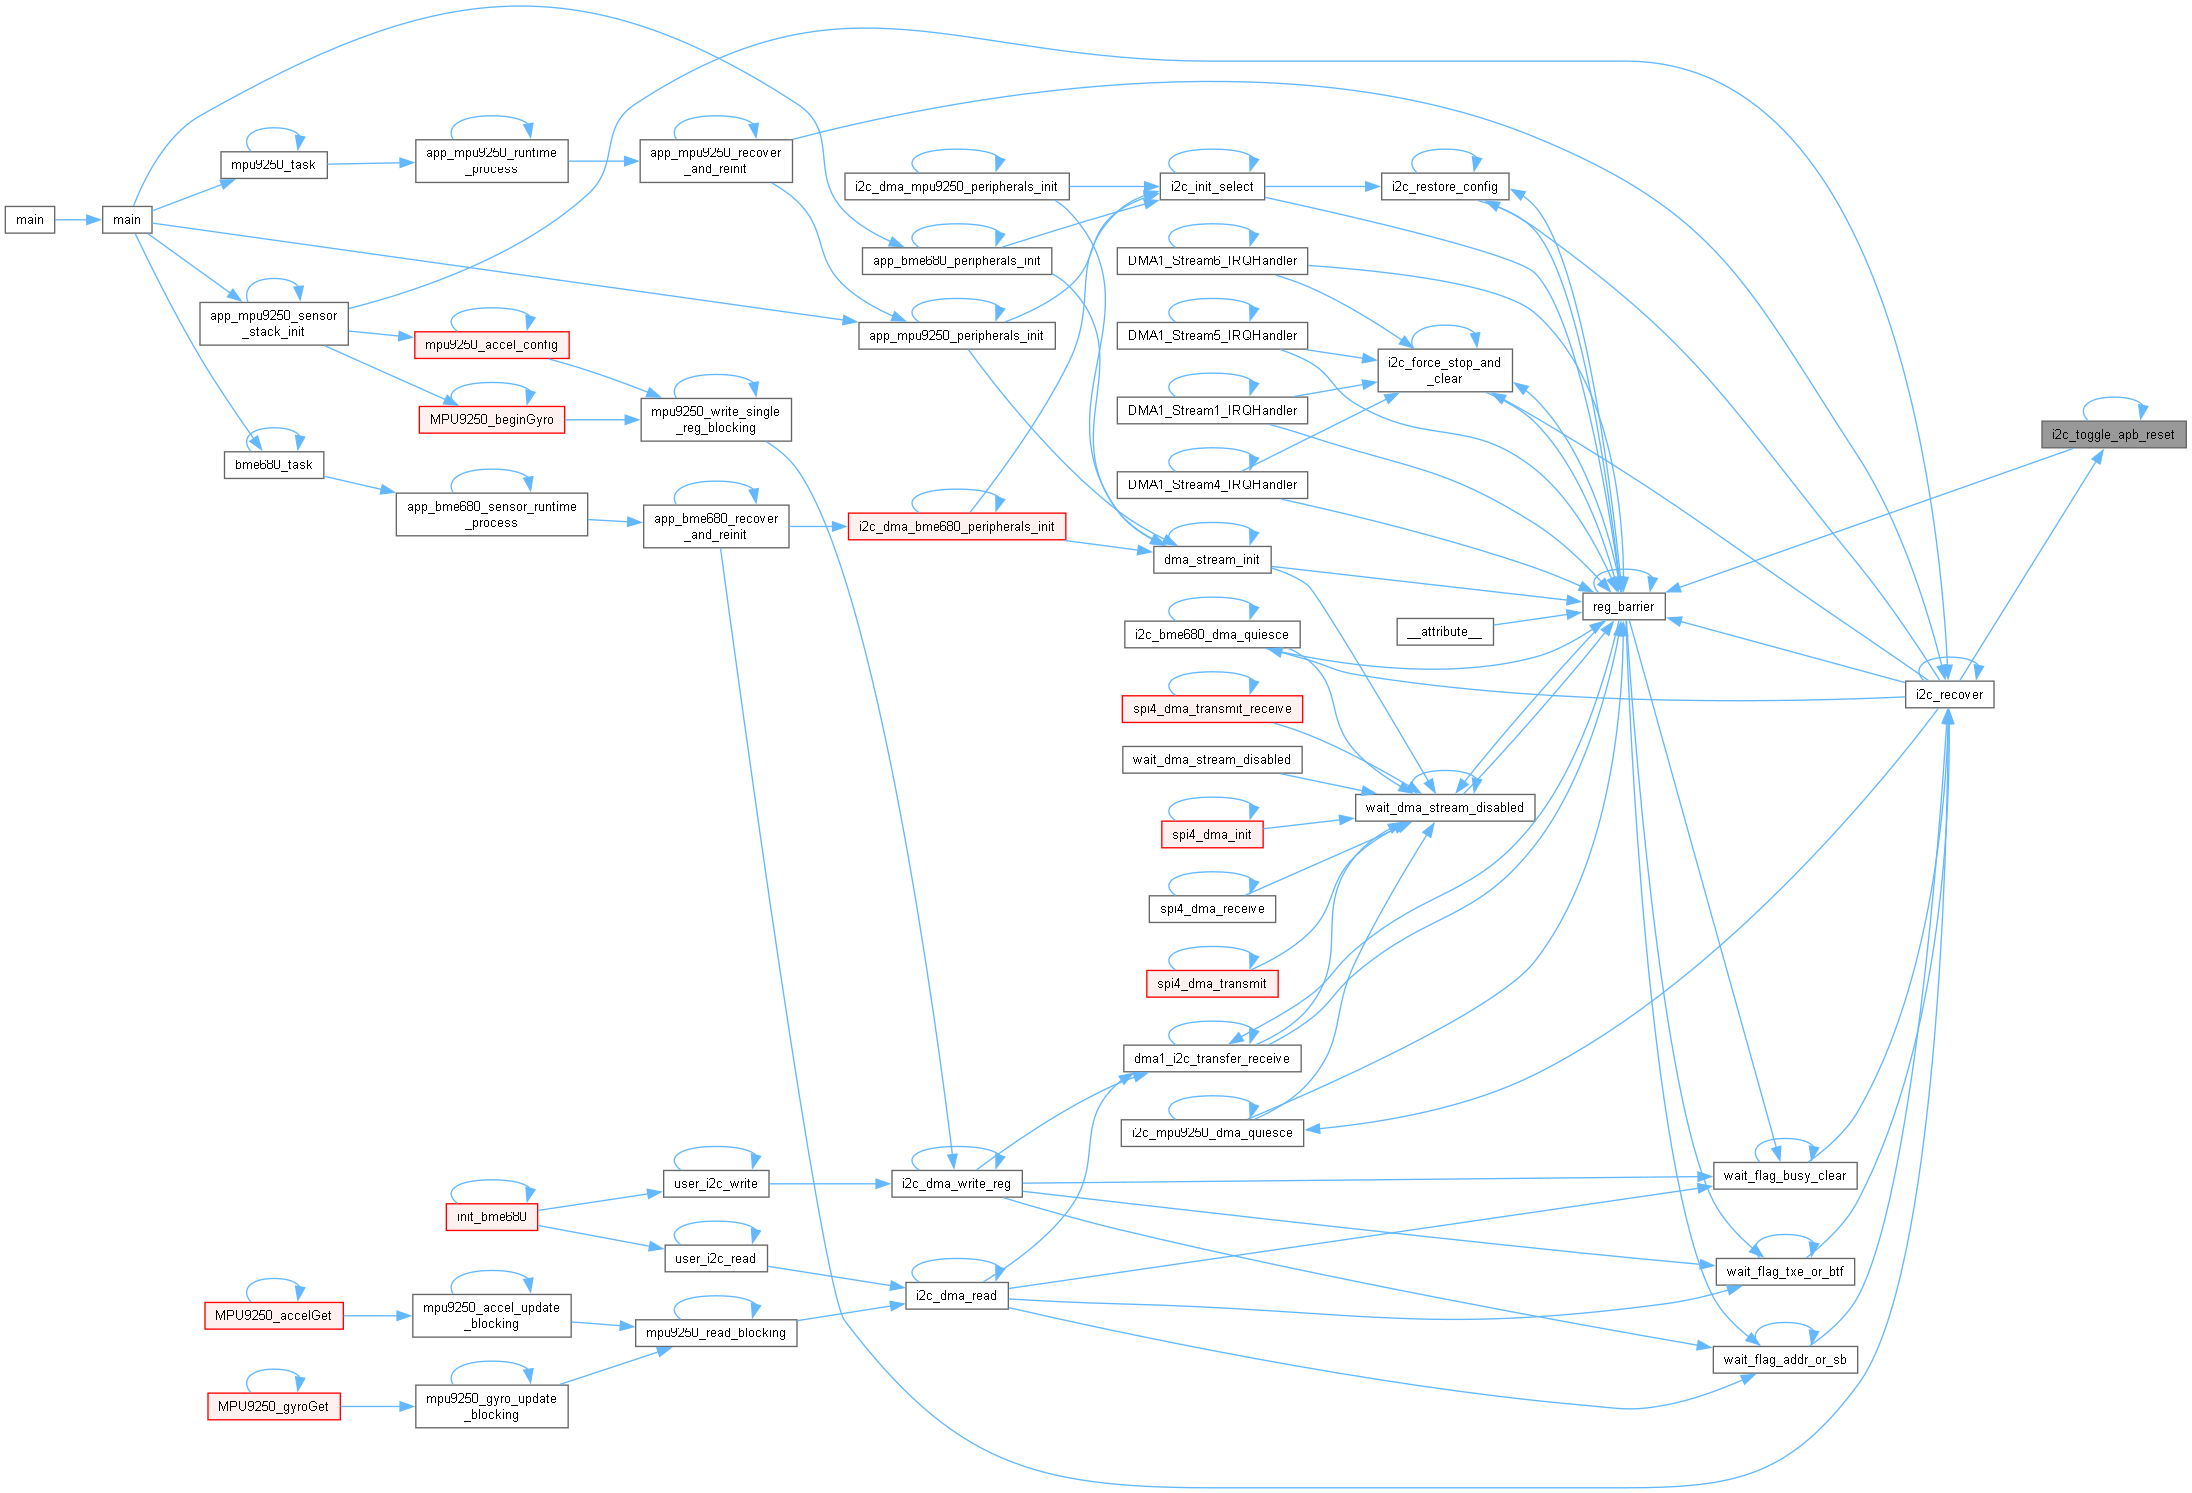 main
main
mpu9250_task
app_mpu9250_sensor
_stack_init
bme680_task
MPU9250_accelGet
MPU9250_gyroGet
app_mpu9250_runtime
_process
mpu9250_accel_config
MPU9250_beginGyro
app_bme680_sensor_runtime
_process
init_bme680
mpu9250_accel_update
_blocking
mpu9250_gyro_update
_blocking
app_mpu9250_recover
_and_reinit
mpu9250_write_single
_reg_blocking
app_bme680_recover
_and_reinit
user_i2c_write
user_i2c_read
mpu9250_read_blocking
i2c_dma_mpu9250_peripherals_init
app_bme680_peripherals_init
app_mpu9250_peripherals_init
i2c_dma_bme680_peripherals_init
i2c_dma_write_reg
i2c_dma_read
i2c_init_select
DMA1_Stream6_IRQHandler
DMA1_Stream5_IRQHandler
DMA1_Stream1_IRQHandler
DMA1_Stream4_IRQHandler
dma_stream_init
i2c_bme680_dma_quiesce
spi4_dma_transmit_receive
wait_dma_stream_disabled
spi4_dma_init
spi4_dma_receive
spi4_dma_transmit
dma1_i2c_transfer_receive
i2c_mpu9250_dma_quiesce
i2c_restore_config
i2c_force_stop_and
_clear
__attribute__
wait_dma_stream_disabled
reg_barrier
wait_flag_busy_clear
wait_flag_txe_or_btf
wait_flag_addr_or_sb
i2c_recover
i2c_toggle_apb_reset